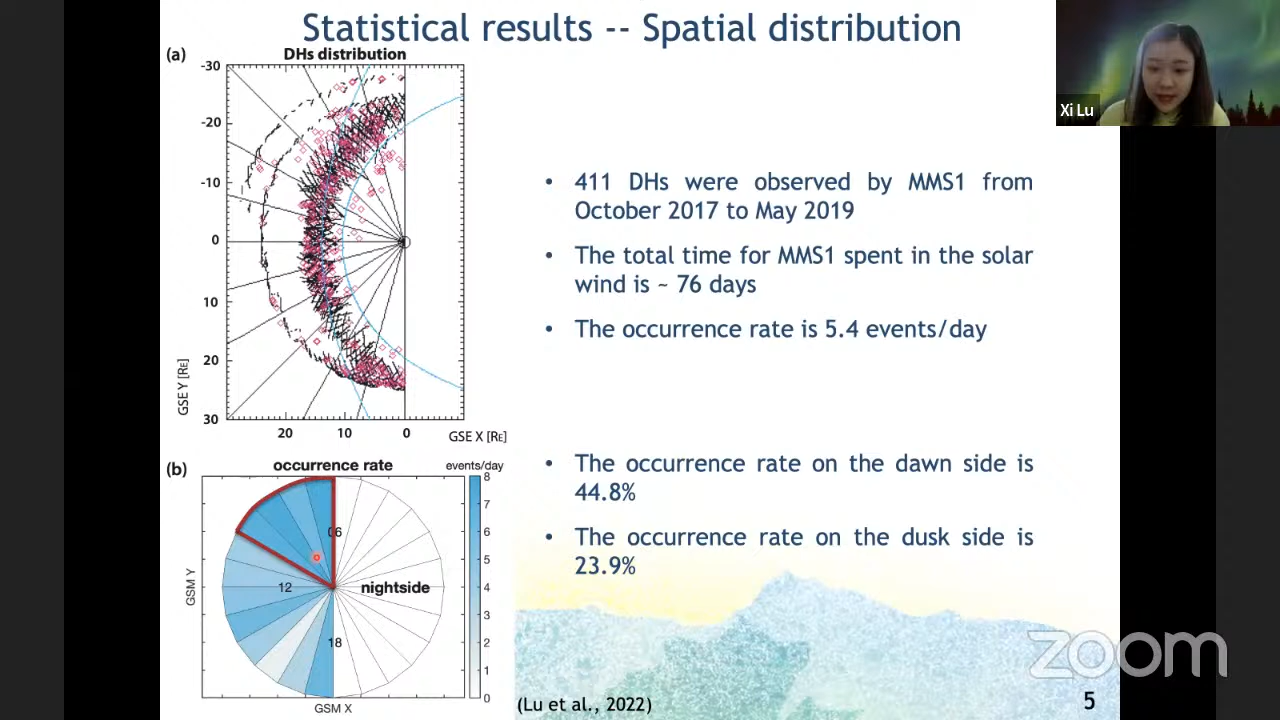 Statistical results -- Spatial distribution
(a)
DHs distribution
-30
-20
-10
0
10
20
30
GSE Y [RE]
20 10 0
GSE X [RE]
Xi Lu
• 411 DHs were observed by MMS1 from
October 2017 to May 2019
• The total time for MMS1 spent in the solar
wind is ~ 76 days
• The occurrence rate is 5.4 events/day
(b)
occurrence rate
events/day
8
7
6
5
4
3
2
1
0
06
12
nightside
18
GSM Y
GSM X
• The occurrence rate on the dawn side is
44.8%
• The occurrence rate on the dusk side is
23.9%
(Lu et al., 2022)
zoom
5